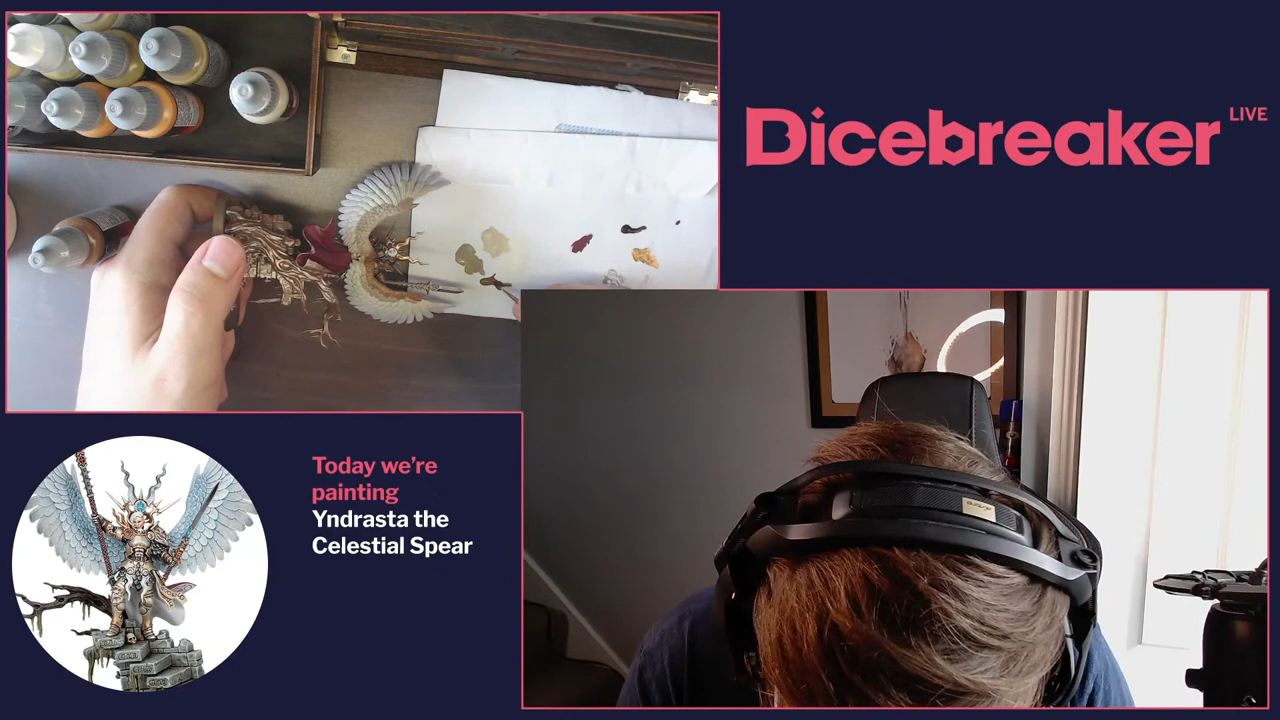 Dicebreaker LIVE
Today we're
painting
Yndrasta the
Celestial Spear